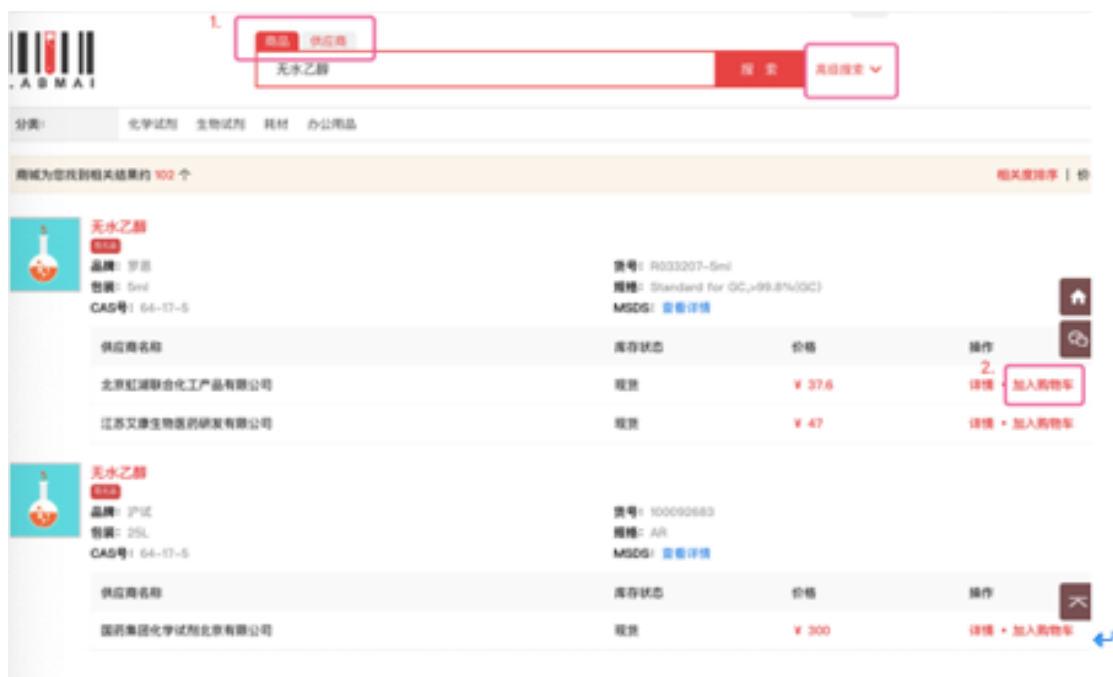 1.
商品 供应商
无水乙醇 搜 索 高级搜索
LABMAI
分类: 化学试剂 生物试剂 耗材 办公用品
商城为您找到相关结果约 102 个 相关度排序 | 价
无水乙醇
危化品
品牌: 罗恩 货号: R033207-5ml
包装: 5ml 规格: Standard for GC,>99.8%(GC)
CAS号: 64-17-5 MSDS: 查看详情
供应商名称 库存状态 价格 操作
2.
北京虹湖联合化工产品有限公司 现货 ¥ 37.6 详情 • 加入购物车
江苏艾康生物医药研发有限公司 现货 ¥ 47 详情 • 加入购物车
无水乙醇
危化品
品牌: 沪试 货号: 100092683
包装: 25L 规格: AR
CAS号: 64-17-5 MSDS: 查看详情
供应商名称 库存状态 价格 操作
国药集团化学试剂北京有限公司 现货 ¥ 300 详情 • 加入购物车